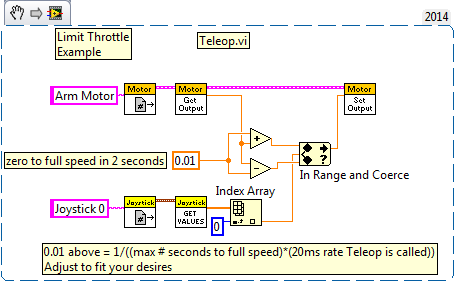 2014
Limit Throttle
Example
Teleop.vi
Arm Motor
Motor
#
Motor
Get
Output
Motor
Set
Output
+
-
?
In Range and Coerce
zero to full speed in 2 seconds
0.01
Joystick 0
Joystick
#
Joystick
GET
VALUES
Index Array
0
0.01 above = 1/((max # seconds to full speed)*(20ms rate Teleop is called))
Adjust to fit your desires